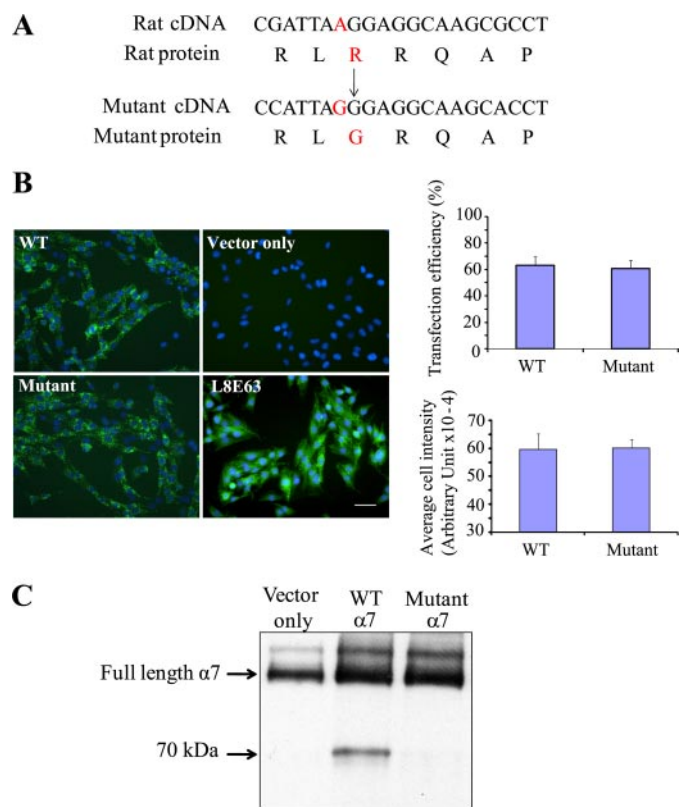 A
Rat cDNA CGATTAAGGAGGCAAGCGCCT
Rat protein R L R R Q A P
Mutant cDNA CCATTAGGGAGGCAAGCACCT
Mutant protein R L G R Q A P
B
WT
Vector only
Mutant
L8E63
Transfection efficiency (%)
100
80
60
40
20
0
WT Mutant
Average cell intensity
(Arbitrary Unit x10-4)
70
60
50
40
30
WT Mutant
C
Vector only
WT α7
Mutant α7
Full length α7
70 kDa